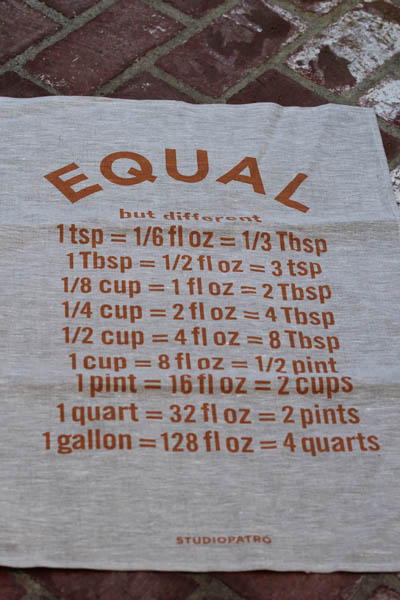 EQUAL
but different
1 tsp = 1/6 fl oz = 1/3 Tbsp
1 Tbsp = 1/2 fl oz = 3 tsp
1/8 cup = 1 fl oz = 2 Tbsp
1/4 cup = 2 fl oz = 4 Tbsp
1/2 cup = 4 fl oz = 8 Tbsp
1 cup = 8 fl oz = 1/2 pint
1 pint = 16 fl oz = 2 cups
1 quart = 32 fl oz = 2 pints
1 gallon = 128 fl oz = 4 quarts
STUDIOPATRÓ